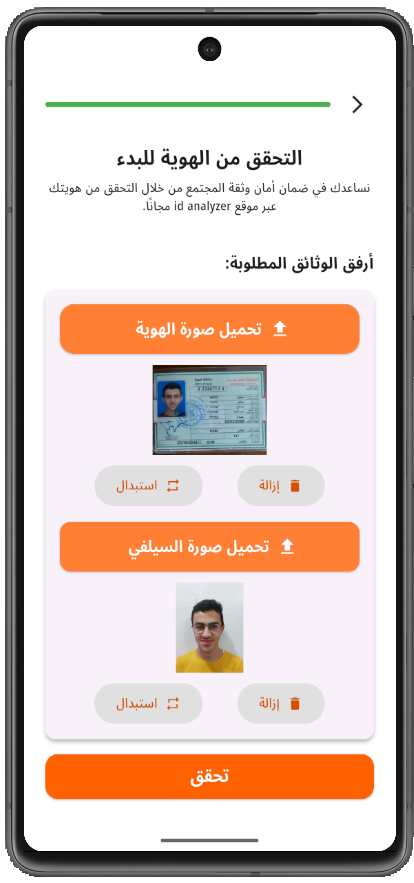 التحقق من الهوية للبدء
نساعدك في ضمان أمان وثقة المجتمع من خلال التحقق من هويتك
عبر موقع id analyzer مجانًا.
أرفق الوثائق المطلوبة:
تحميل صورة الهوية
إزالة
استبدال
تحميل صورة السيلفي
إزالة
استبدال
تحقق